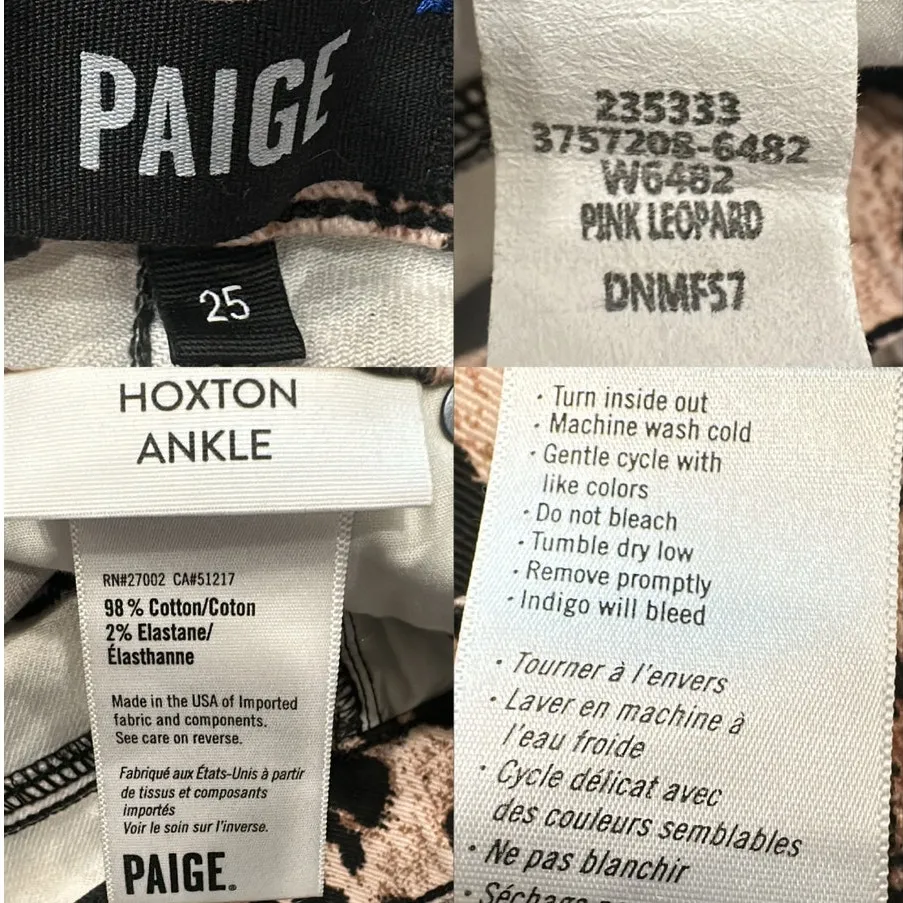 PAIGE
25
235333
3757208-6482
W6482
PINK LEOPARD
DNMFS7
HOXTON
ANKLE
RN#27002 CA#51217
98 % Cotton/Coton
2% Elastane/
Élasthanne
Made in the USA of Imported
fabric and components.
See care on reverse.
Fabriqué aux États-Unis à partir
de tissus et composants
importés
Voir le soin sur l'inverse.
PAIGE.
· Turn inside out
· Machine wash cold
· Gentle cycle with
like colors
· Do not bleach
· Tumble dry low
· Remove promptly
· Indigo will bleed
· Tourner à l'envers
· Laver en machine à
l'eau froide
· Cycle délicat avec
des couleurs semblables
· Ne pas blanchir
· Séchage